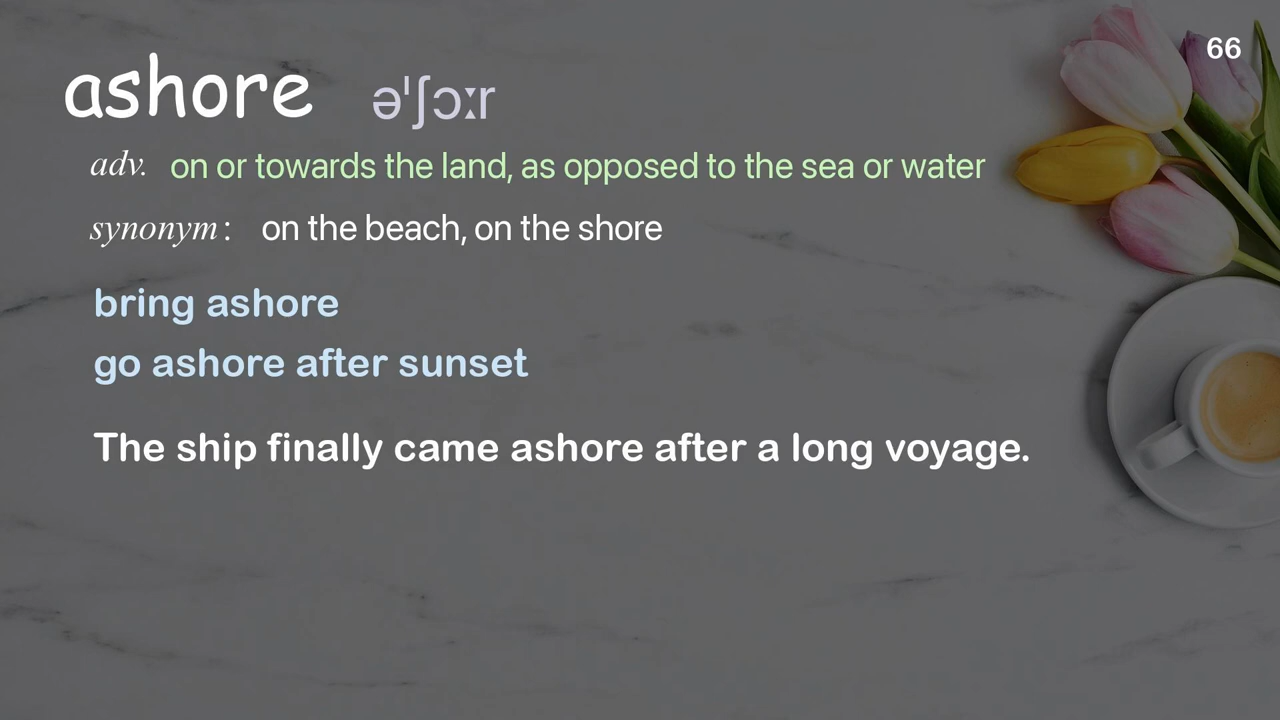 66
ashore əˈʃɔːr
adv. on or towards the land, as opposed to the sea or water
synonym: on the beach, on the shore
bring ashore
go ashore after sunset
The ship finally came ashore after a long voyage.